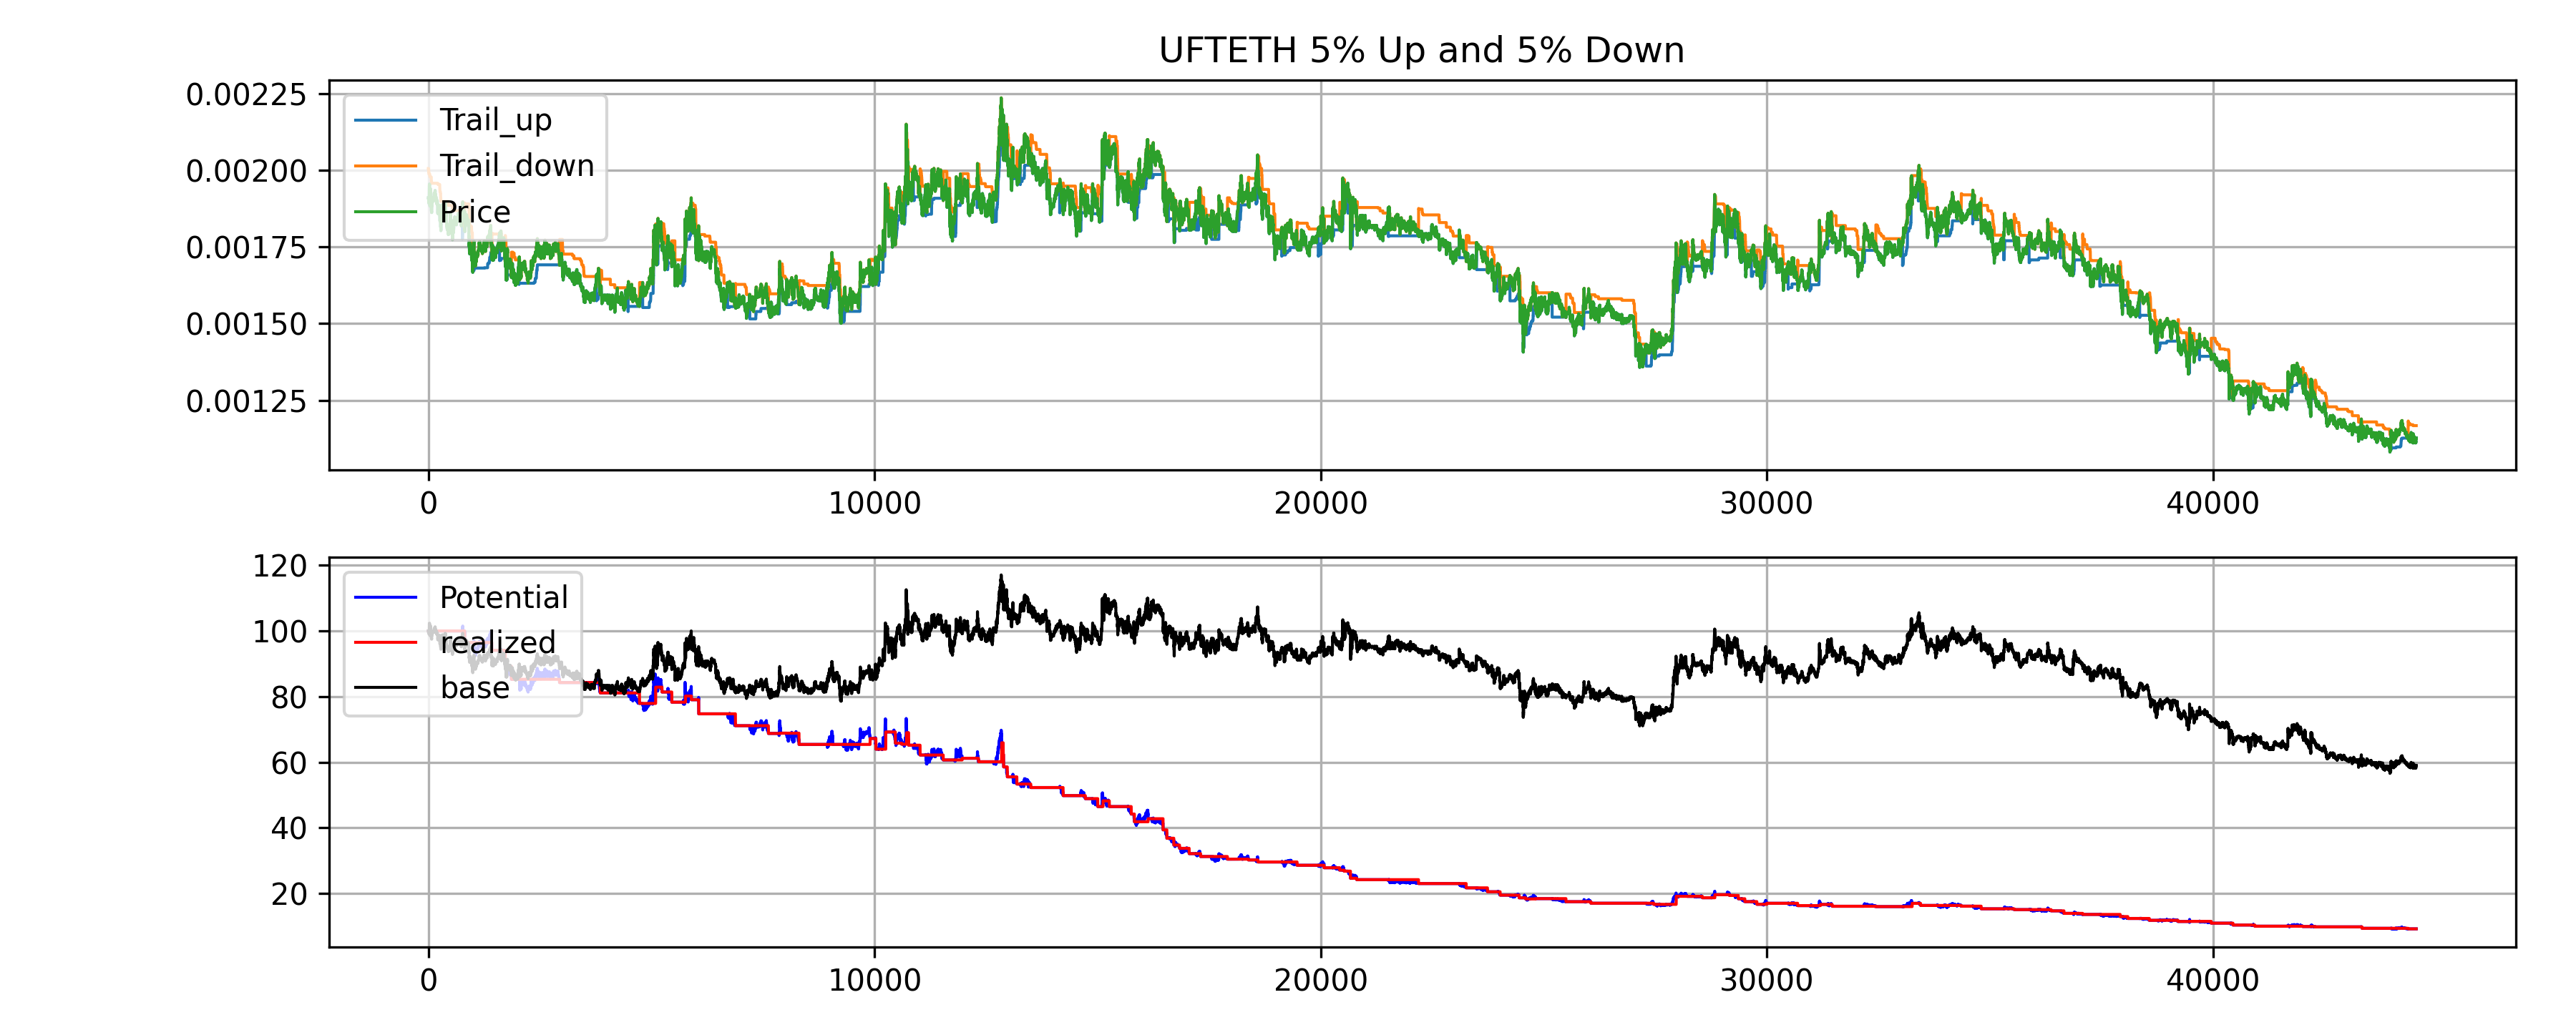 UFTETH 5% Up and 5% Down
0.00225
0.00200
0.00175
0.00150
0.00125
Trail_up
Trail_down
Price
0 10000 20000 30000 40000
120
100
80
60
40
20
Potential
realized
base
0 10000 20000 30000 40000